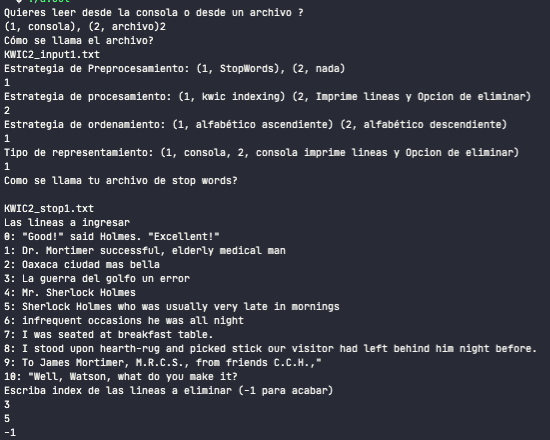 Quieres leer desde la consola o desde un archivo ?
(1, consola), (2, archivo)2
Cómo se llama el archivo?
KWIC2_input1.txt
Estrategia de Preprocesamiento: (1, StopWords), (2, nada)
1
Estrategia de procesamiento: (1, kwic indexing) (2, Imprime lineas y Opcion de eliminar)
2
Estrategia de ordenamiento: (1, alfabético ascendiente) (2, alfabético descendiente)
1
Tipo de representamiento: (1, consola, 2, consola imprime lineas y Opcion de eliminar)
1
Como se llama tu archivo de stop words?
KWIC2_stop1.txt
Las lineas a ingresar
0: "Good!" said Holmes. "Excellent!"
1: Dr. Mortimer successful, elderly medical man
2: Oaxaca ciudad mas bella
3: La guerra del golfo un error
4: Mr. Sherlock Holmes
5: Sherlock Holmes who was usually very late in mornings
6: infrequent occasions he was all night
7: I was seated at breakfast table.
8: I stood upon hearth-rug and picked stick our visitor had left behind him night before.
9: To James Mortimer, M.R.C.S., from friends C.C.H.,"
10: "Well, Watson, what do you make it?
Escriba index de las lineas a eliminar (-1 para acabar)
3
5
-1